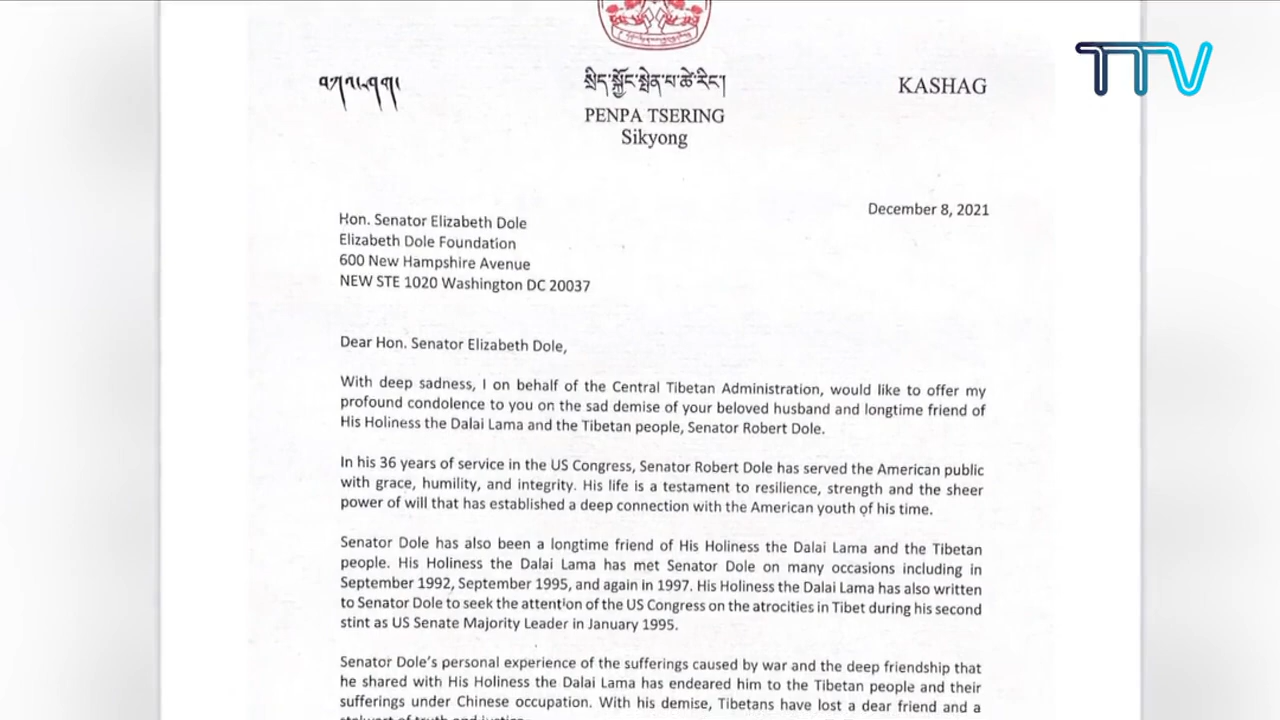 TTV
བཀའ་ཤག།
སྲིད་སྐྱོང་སྤེན་པ་ཚེ་རིང་།
PENPA TSERING
Sikyong
KASHAG
December 8, 2021
Hon. Senator Elizabeth Dole
Elizabeth Dole Foundation
600 New Hampshire Avenue
NEW STE 1020 Washington DC 20037
Dear Hon. Senator Elizabeth Dole,
With deep sadness, I on behalf of the Central Tibetan Administration, would like to offer my
profound condolence to you on the sad demise of your beloved husband and longtime friend of
His Holiness the Dalai Lama and the Tibetan people, Senator Robert Dole.
In his 36 years of service in the US Congress, Senator Robert Dole has served the American public
with grace, humility, and integrity. His life is a testament to resilience, strength and the sheer
power of will that has established a deep connection with the American youth of his time.
Senator Dole has also been a longtime friend of His Holiness the Dalai Lama and the Tibetan
people. His Holiness the Dalai Lama has met Senator Dole on many occasions including in
September 1992, September 1995, and again in 1997. His Holiness the Dalai Lama has also written
to Senator Dole to seek the attention of the US Congress on the atrocities in Tibet during his second
stint as US Senate Majority Leader in January 1995.
Senator Dole's personal experience of the sufferings caused by war and the deep friendship that
he shared with His Holiness the Dalai Lama has endeared him to the Tibetan people and their
sufferings under Chinese occupation. With his demise, Tibetans have lost a dear friend and a